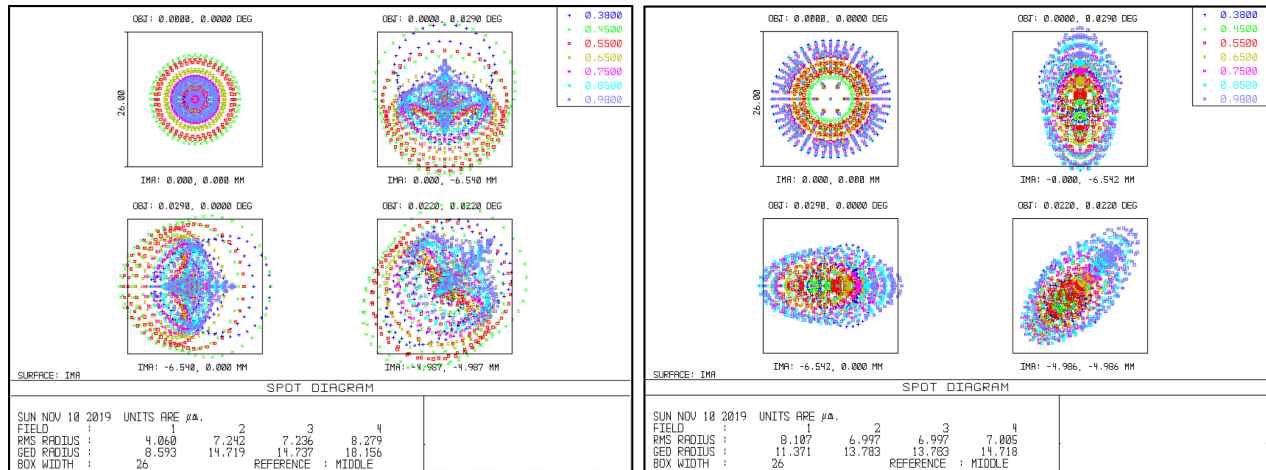 OBJ: 0.0000, 0.0000 DEG
OBJ: 0.0000, 0.0290 DEG
+ 0.3800
× 0.4500
0.5500
0.6500
0.7500
0.8500
0.9800
26.00
IMA: 0.000, 0.000 MM
IMA: 0.000, -6.540 MM
OBJ: 0.0290, 0.0000 DEG
OBJ: 0.0220, 0.0220 DEG
IMA: -6.540, 0.000 MM
IMA: -4.987, -4.987 MM
SURFACE: IMA
SPOT DIAGRAM
SUN NOV 10 2019 UNITS ARE µm.
FIELD : 1 2 3 4
RMS RADIUS : 4.060 7.242 7.236 8.279
GEO RADIUS : 8.593 14.719 14.737 18.156
BOX WIDTH : 26 REFERENCE : MIDDLE
OBJ: 0.0000, 0.0000 DEG
OBJ: 0.0000, 0.0290 DEG
+ 0.3800
× 0.4500
0.5500
0.6500
0.7500
0.8500
0.9800
26.00
IMA: 0.000, 0.000 MM
IMA: -0.000, -6.542 MM
OBJ: 0.0290, 0.0000 DEG
OBJ: 0.0220, 0.0220 DEG
IMA: -6.542, 0.000 MM
IMA: -4.986, -4.986 MM
SURFACE: IMA
SPOT DIAGRAM
SUN NOV 10 2019 UNITS ARE µm.
FIELD : 1 2 3 4
RMS RADIUS : 8.107 6.997 6.997 7.005
GEO RADIUS : 11.371 13.783 13.783 14.718
BOX WIDTH : 26 REFERENCE : MIDDLE